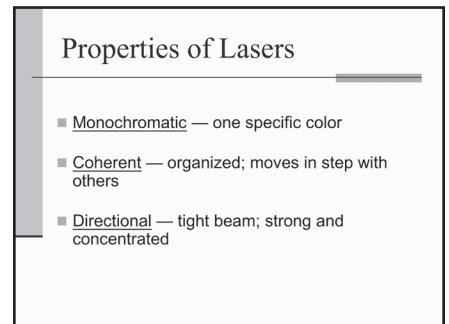 Properties of Lasers
Monochromatic — one specific color
Coherent — organized; moves in step with
others
Directional — tight beam; strong and
concentrated